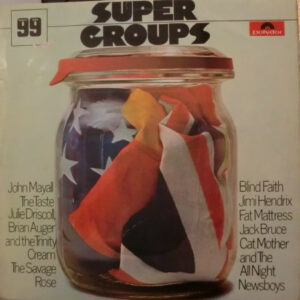 99
SUPER
GROUPS
polydor
John Mayall
The Taste
Julie Driscoll,
Brian Auger
and the Trinity
Cream
The Savage
Rose
Blind Faith
Jimi Hendrix
Fat Mattress
Jack Bruce
Cat Mother
and The
All Night
Newsboys